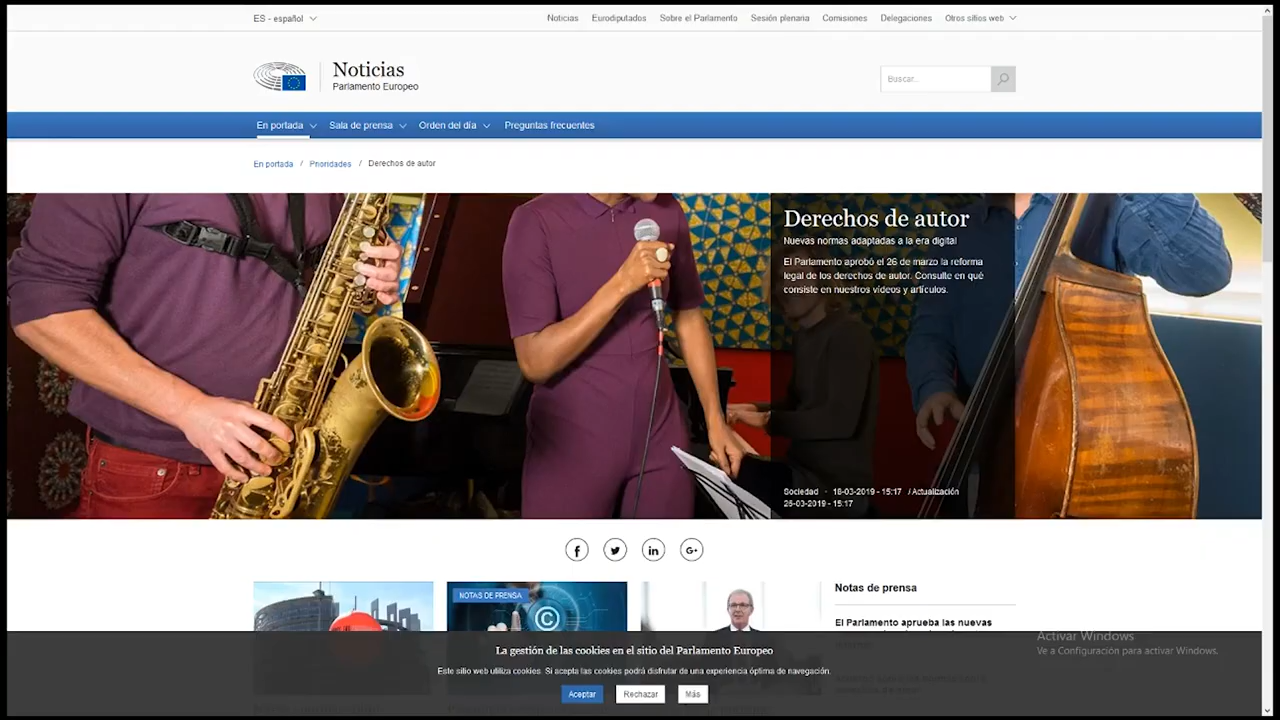 ES - español
Noticias
Eurodiputados
Sobre el Parlamento
Sesión plenaria
Comisiones
Delegaciones
Otros sitios web
Noticias
Parlamento Europeo
Buscar...
En portada
Sala de prensa
Orden del día
Preguntas frecuentes
En portada / Prioridades / Derechos de autor
Derechos de autor
Nuevas normas adaptadas a la era digital
El Parlamento aprobó el 26 de marzo la reforma
legal de los derechos de autor. Consulte en qué
consiste en nuestros vídeos y artículos.
Sociedad · 18-03-2019 - 15:17 / Actualización
26-03-2019 - 15:17
NOTAS DE PRENSA
Notas de prensa
El Parlamento aprueba las nuevas
Activar Windows
Ve a Configuración para activar Windows.
La gestión de las cookies en el sitio del Parlamento Europeo
Este sitio web utiliza cookies. Si acepta las cookies podrá disfrutar de una experiencia óptima de navegación.
Aceptar
Rechazar
Más